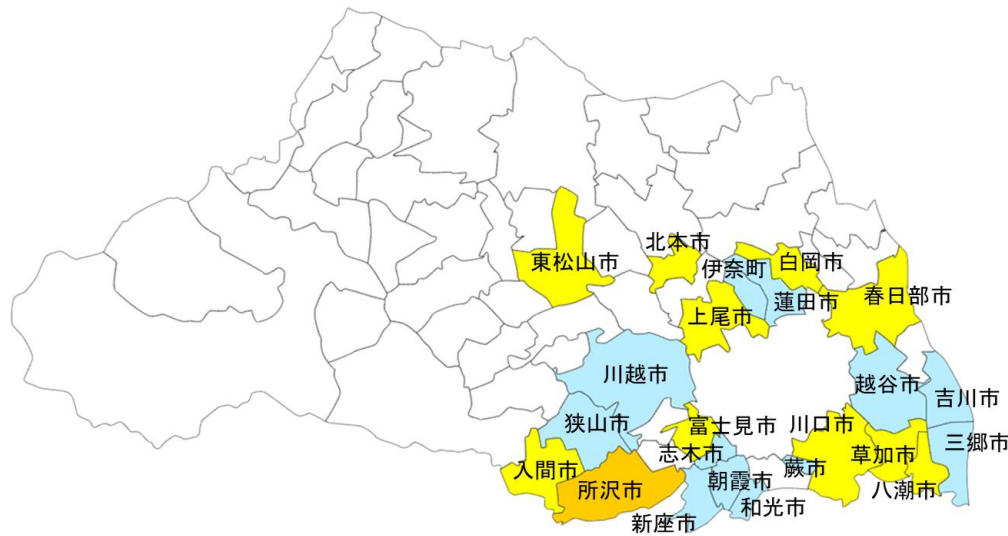 北本市
東松山市
伊奈町
白岡市
蓮田市
春日部市
上尾市
川越市
越谷市
吉川市
狭山市
富士見市
川口市
志木市
草加市
三郷市
入間市
所沢市
朝霞市
蕨市
八潮市
新座市
和光市